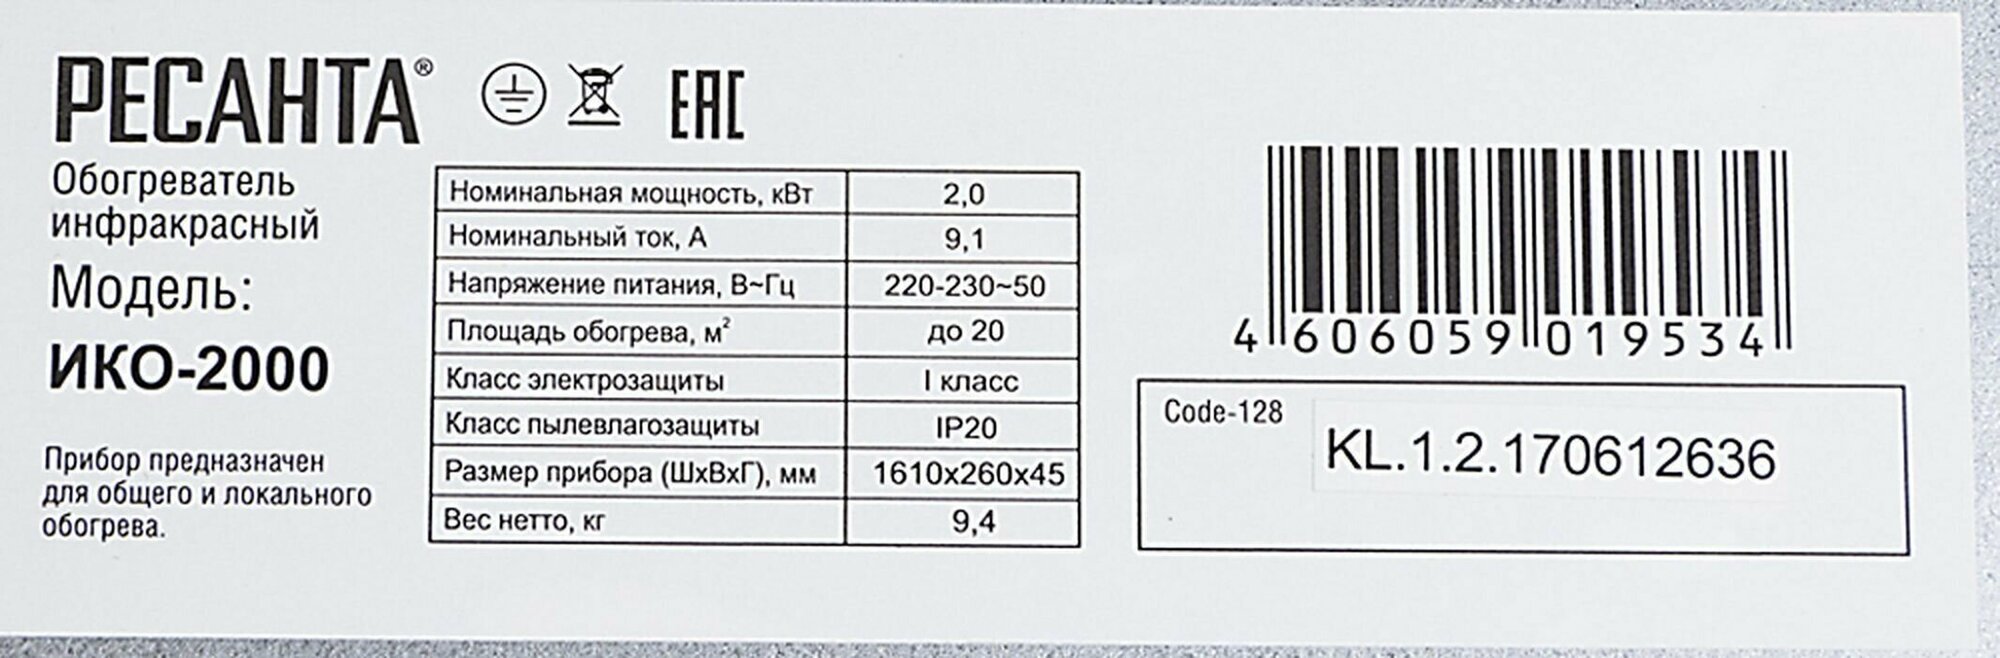 РЕСАНТА®
EAC
Обогреватель
инфракрасный
Модель:
ИКО-2000
Прибор предназначен
для общего и локального
обогрева.
Номинальная мощность, кВт 2,0
Номинальный ток, А 9,1
Напряжение питания, В~Гц 220-230~50
Площадь обогрева, м² до 20
Класс электрозащиты I класс
Класс пылевлагозащиты IP20
Размер прибора (ШхВхГ), мм 1610х260х45
Вес нетто, кг 9,4
4 606059 019534
Code-128
KL.1.2.170612636